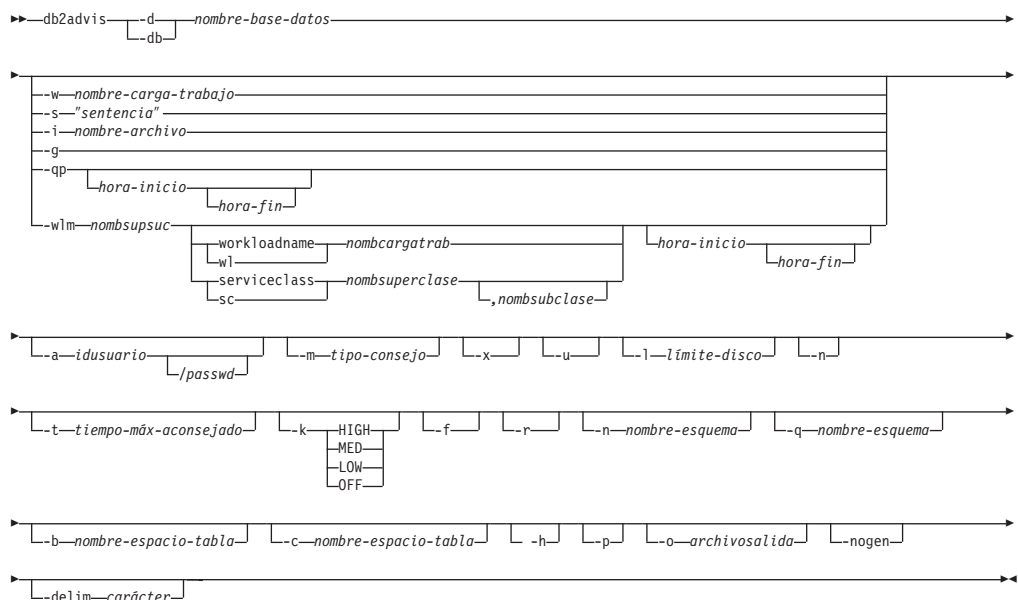 db2advis -d nombre-base-datos
-db
-w nombre-carga-trabajo
-s "sentencia"
-i nombre-archivo
-g
-qp
hora-inicio
hora-fin
-wlm nombsupsuc
workloadname nombcargatrab hora-inicio
wl hora-fin
serviceclass nombsuperclase
sc ,nombsubclase
-a idusuario -m tipo-consejo -x -u -l límite-disco -n
/passwd
-t tiempo-máx-aconsejado -k HIGH -f -r -n nombre-esquema -q nombre-esquema
MED
LOW
OFF
-b nombre-espacio-tabla -c nombre-espacio-tabla -h -p -o archivosalida -nogen
-delim carácter